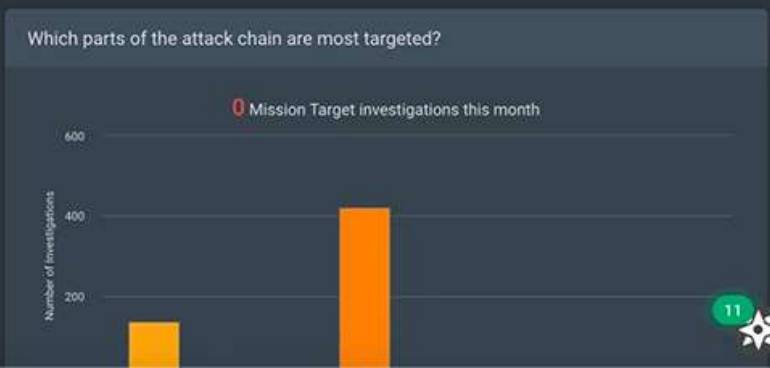 Which parts of the attack chain are most targeted?
0 Mission Target investigations this month
600
Number of Investigations
400
200
11